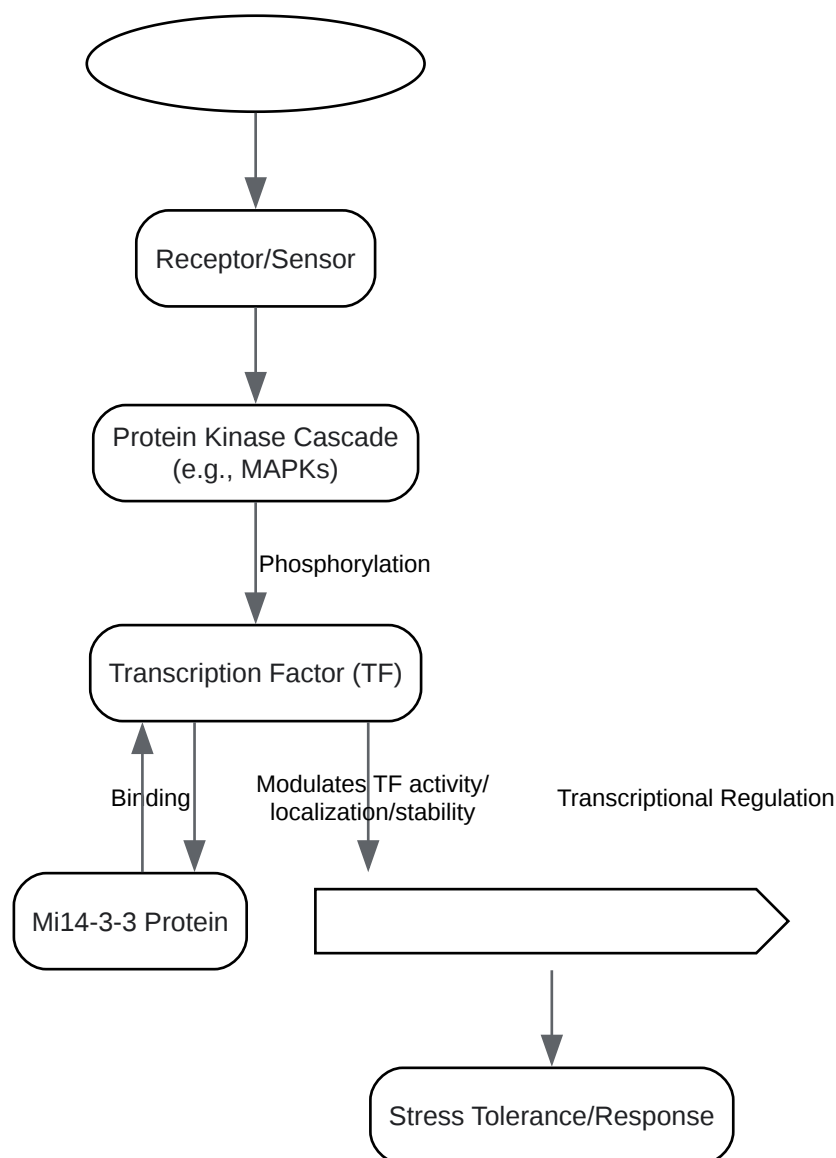 Receptor/Sensor
Protein Kinase Cascade
(e.g., MAPKs)
Phosphorylation
Transcription Factor (TF)
Binding
Modulates TF activity/
localization/stability
Transcriptional Regulation
Mi14-3-3 Protein
Stress Tolerance/Response